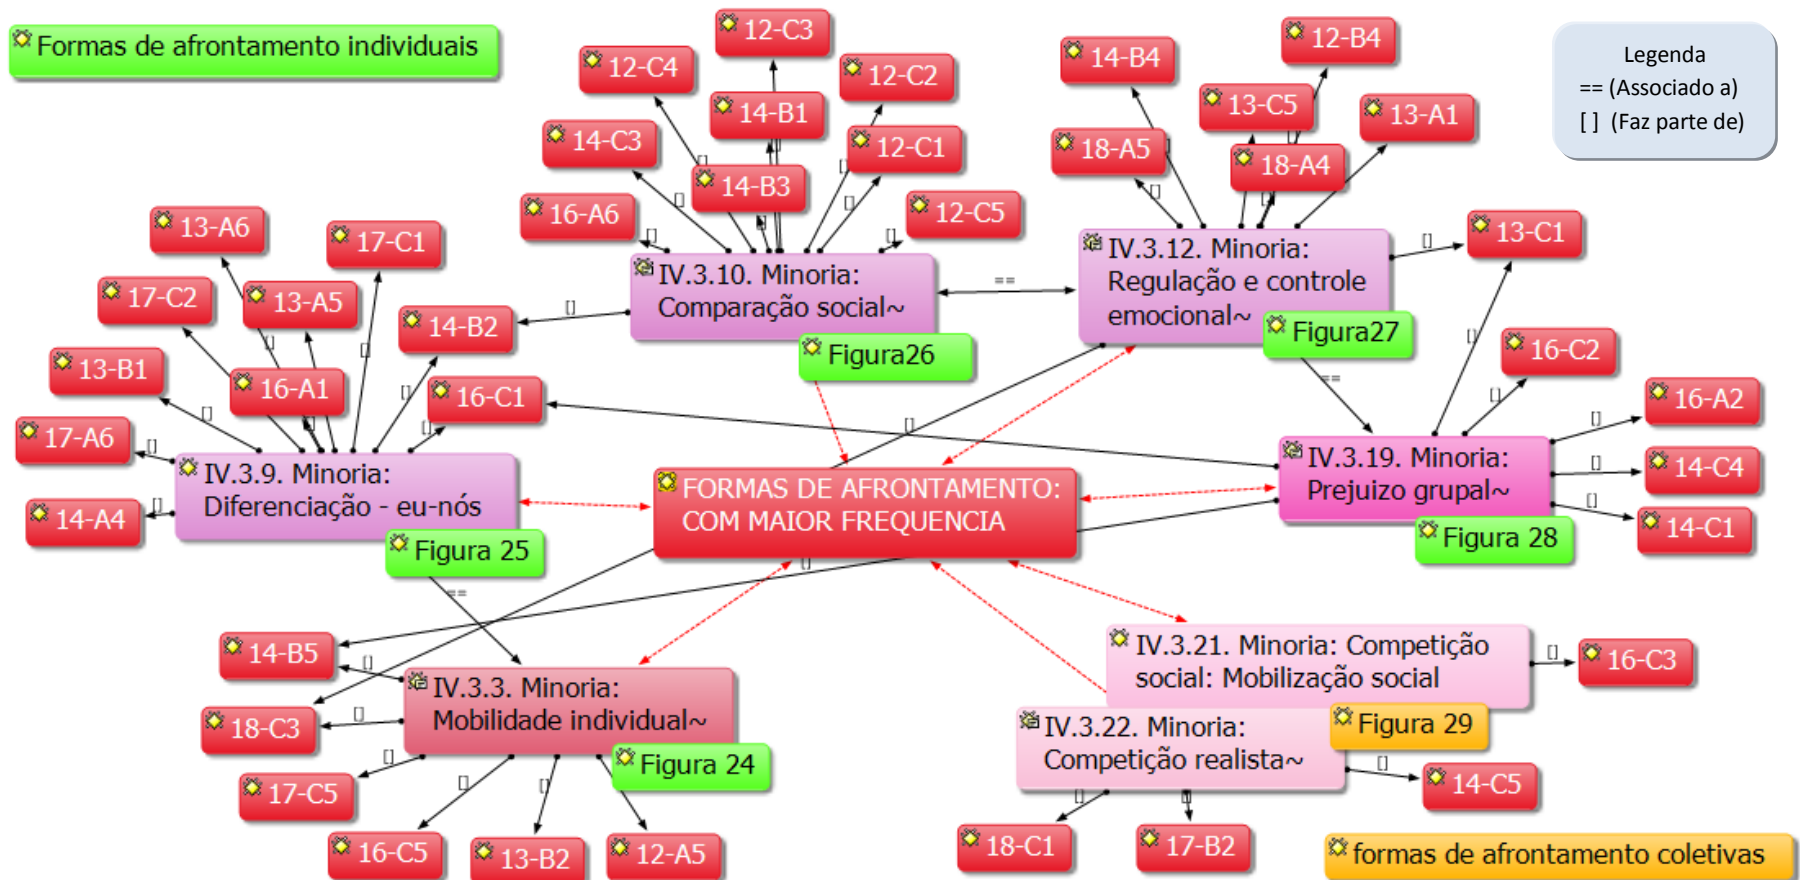 Formas de afrontamento individuais
12-C3
12-C4
12-C2
14-B1
14-C3
12-C1
14-B3
16-A6
12-C5
14-B4
12-B4
13-C5
13-A1
18-A5
18-A4
13-C1
Legenda
== (Associado a)
[ ] (Faz parte de)
13-A6
17-C1
17-C2
13-A5
14-B2
13-B1
16-A1
16-C1
17-A6
14-A4
IV.3.10. Minoria:
Comparação social~
Figura26
==
IV.3.12. Minoria:
Regulação e controle
emocional~
Figura27
==
16-C2
16-A2
14-C4
14-C1
IV.3.9. Minoria:
Diferenciação - eu-nós
Figura 25
==
FORMAS DE AFRONTAMENTO:
COM MAIOR FREQUENCIA
IV.3.19. Minoria:
Prejuizo grupal~
Figura 28
14-B5
18-C3
17-C5
16-C5
13-B2
12-A5
IV.3.3. Minoria:
Mobilidade individual~
Figura 24
IV.3.21. Minoria: Competição
social: Mobilização social
16-C3
IV.3.22. Minoria:
Competição realista~
Figura 29
14-C5
18-C1
17-B2
formas de afrontamento coletivas